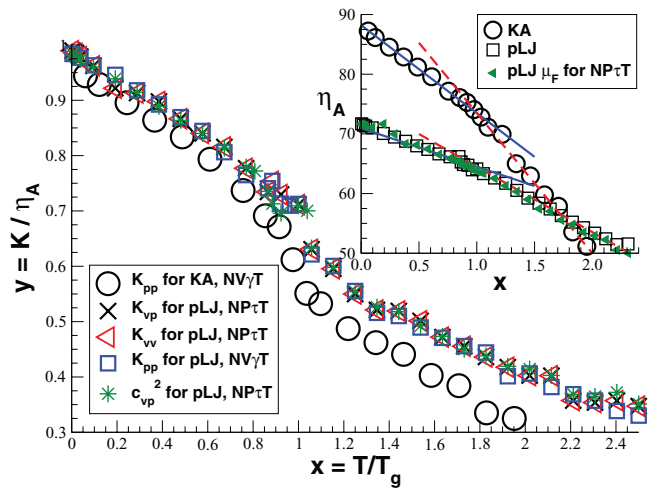 90
80
70
60
50
η_A
0.0 0.5 1.0 1.5 2.0
x
KA
pLJ
pLJ μ_F for NPτT
0.9
0.8
0.7
0.6
0.5
0.4
0.3
y = K / η_A
K_pp for KA, NVγT
K_vp for pLJ, NPτT
K_vv for pLJ, NPτT
K_pp for pLJ, NVγT
c_vp² for pLJ, NPτT
0 0.2 0.4 0.6 0.8 1 1.2 1.4 1.6 1.8 2 2.2 2.4
x = T/T_g